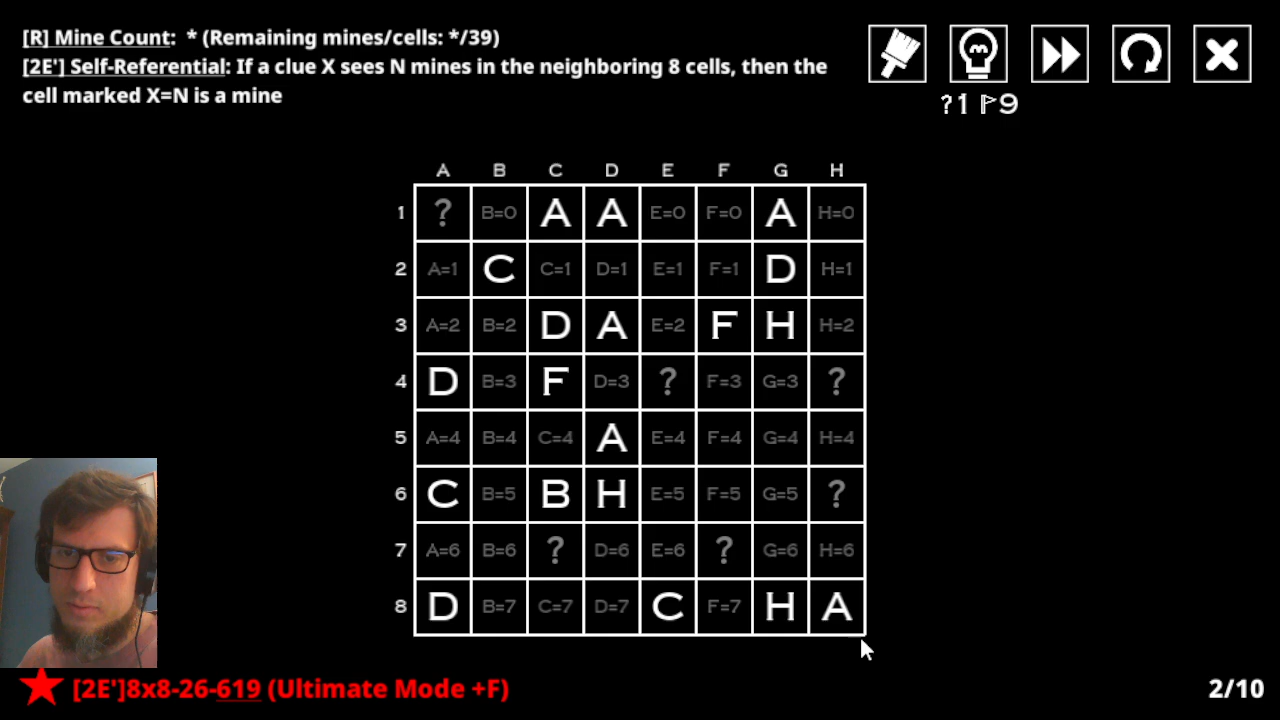 [R] Mine Count: * (Remaining mines/cells: */39)
[2E'] Self-Referential: If a clue X sees N mines in the neighboring 8 cells, then the
cell marked X=N is a mine
?1 9
A B C D E F G H
1 ? B=0 A A E=0 F=0 A H=0
2 A=1 C C=1 D=1 E=1 F=1 D H=1
3 A=2 B=2 D A E=2 F H H=2
4 D B=3 F D=3 ? F=3 G=3 ?
5 A=4 B=4 C=4 A E=4 F=4 G=4 H=4
6 C B=5 B H E=5 F=5 G=5 ?
7 A=6 B=6 ? D=6 E=6 ? G=6 H=6
8 D B=7 C=7 D=7 C F=7 H A
[2E']8x8-26-619 (Ultimate Mode +F)
2/10